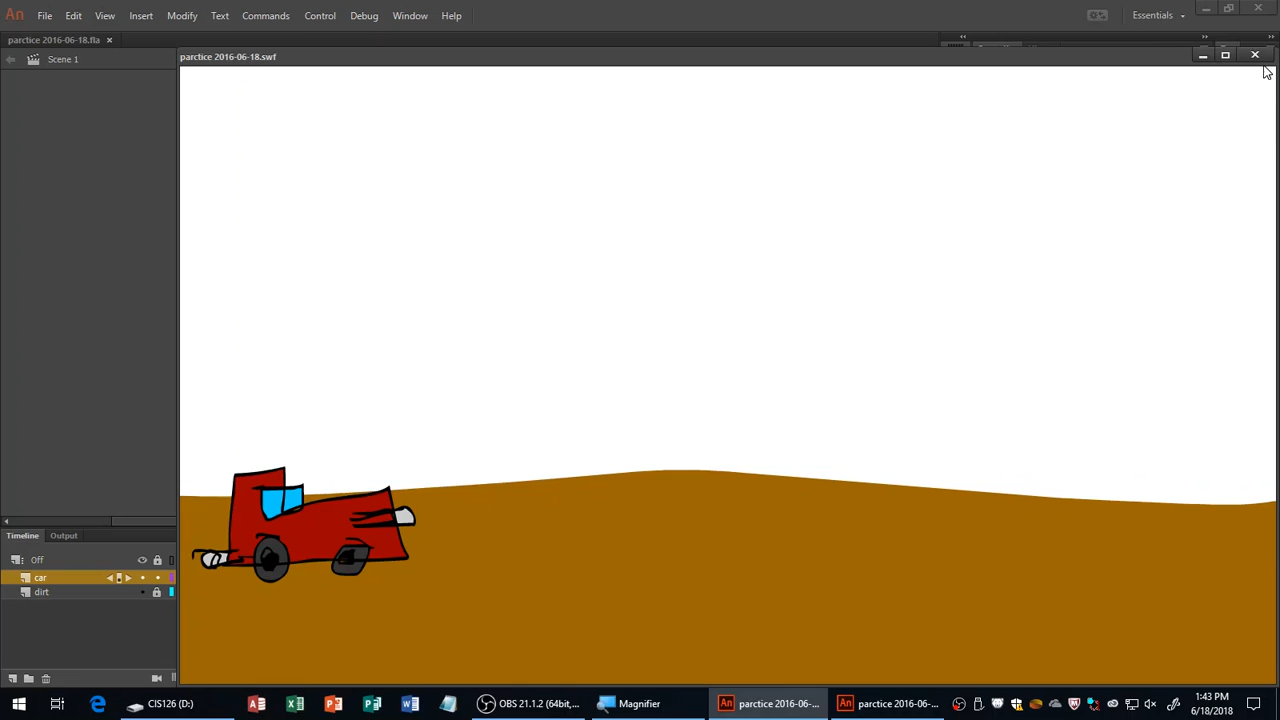 An File Edit View Insert Modify Text Commands Control Debug Window Help Essentials
parctice 2016-06-18.fla
Scene 1
parctice 2016-06-18.swf
Timeline Output
Off
car
dirt
CIS126 (D:)
OBS 21.1.2 (64bit,...
Magnifier
An parctice 2016-06-...
An parctice 2016-06-...
1:43 PM
6/18/2018